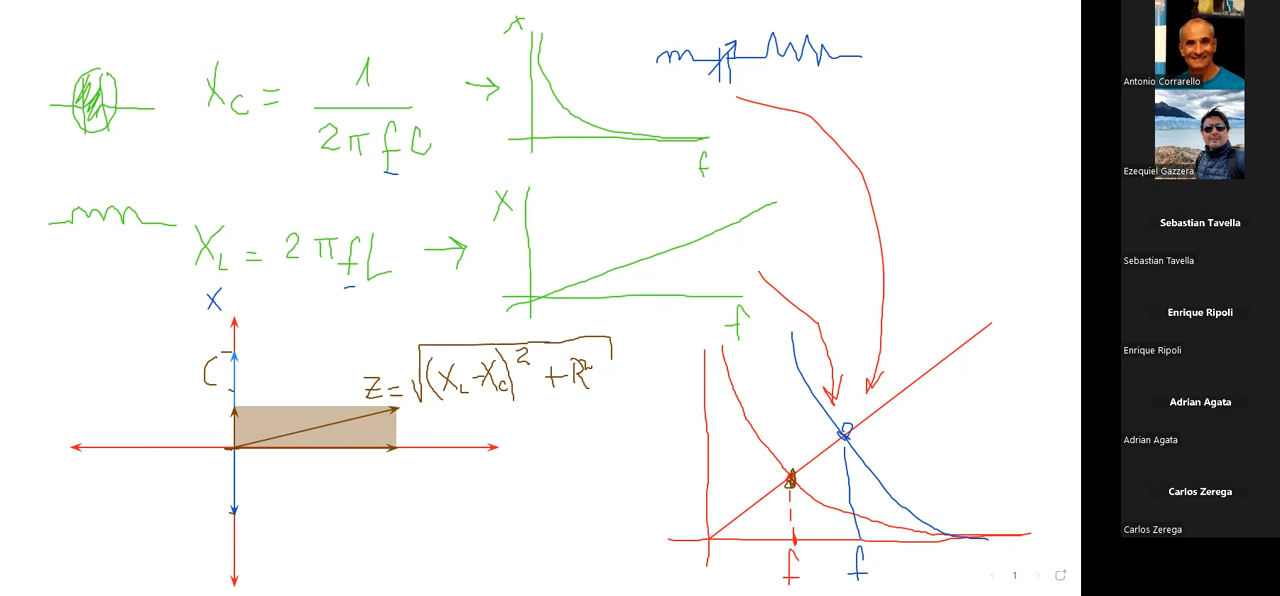 X_C = 1 / 2πfC →
X
f
X_L = 2πfL →
X
f
X
C
Z = √(X_L - X_C)² + R²
f
f
1
Antonio Corrarello
Ezequiel Gazzera
Sebastian Tavella
Sebastian Tavella
Enrique Ripoli
Enrique Ripoli
Adrian Agata
Adrian Agata
Carlos Zerega
Carlos Zerega